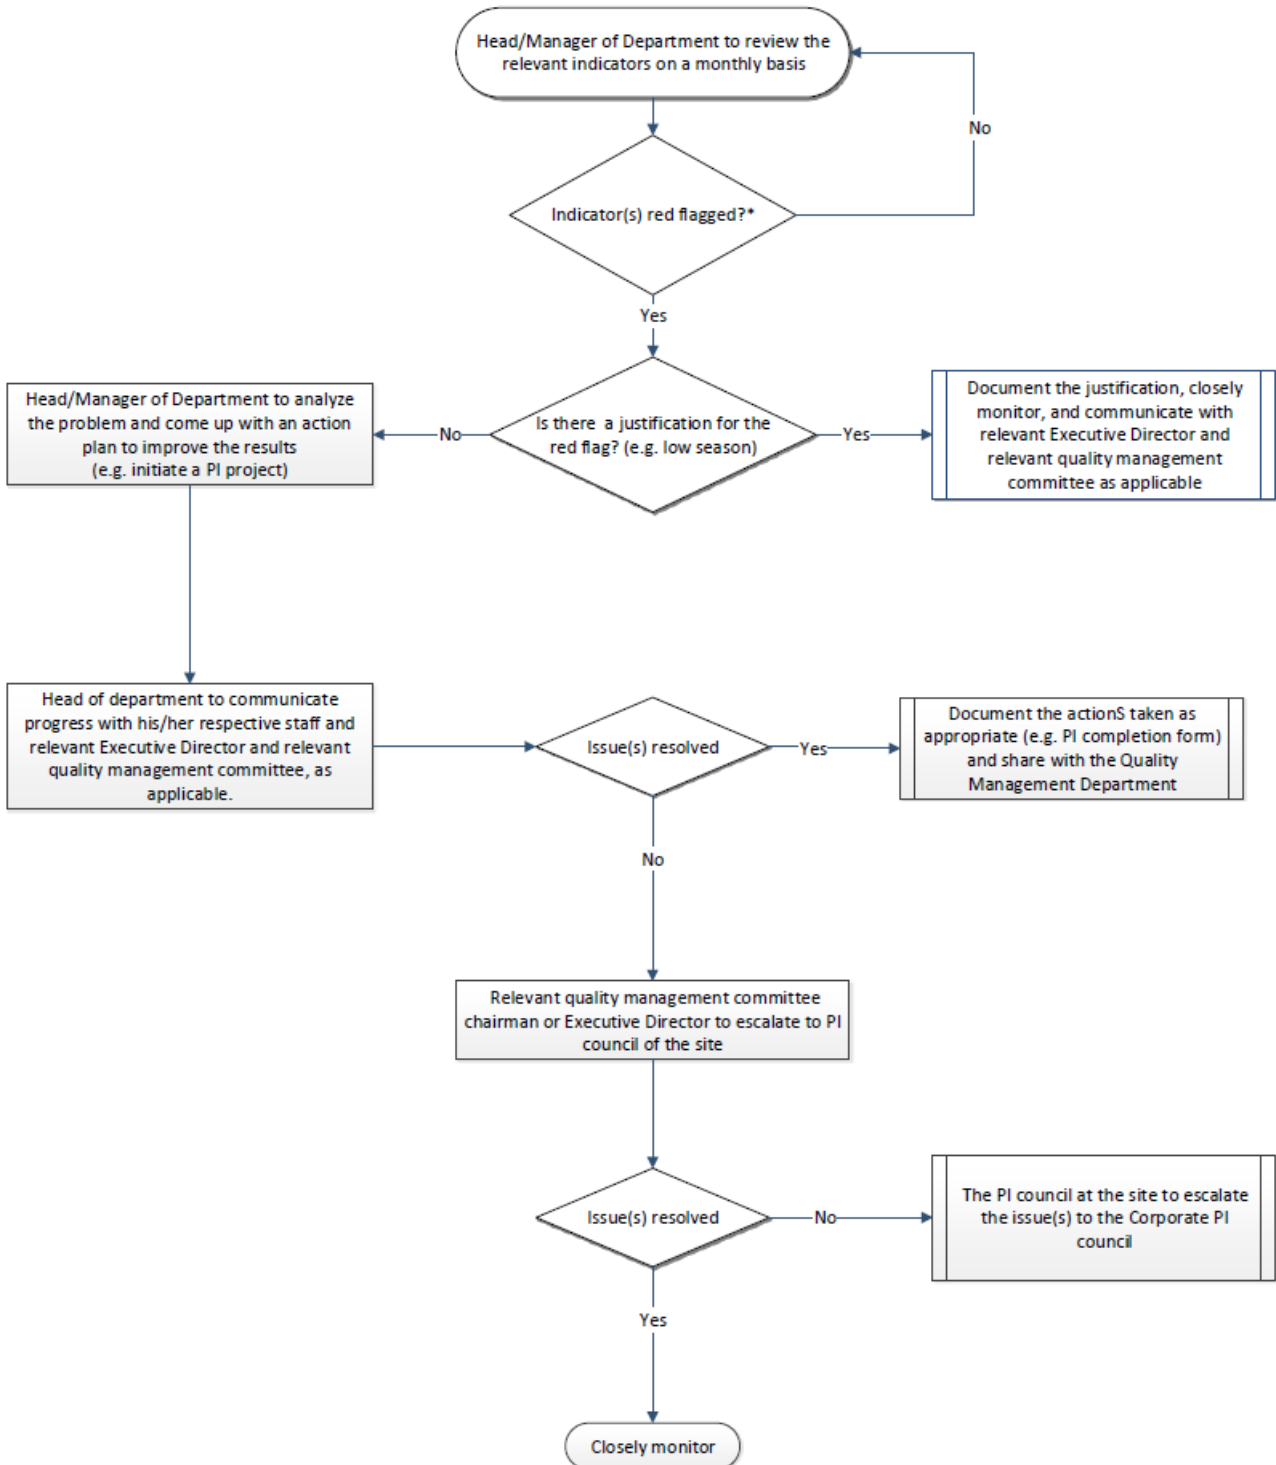 Head/Manager of Department to review the
relevant indicators on a monthly basis
No
Indicator(s) red flagged?*
Yes
Head/Manager of Department to analyze
the problem and come up with an action
plan to improve the results
(e.g. initiate a PI project)
No
Is there  a justification for the
red flag? (e.g. low season)
Yes
Document the justification, closely
monitor, and communicate with
relevant Executive Director and
relevant quality management
committee as applicable
Head of department to communicate
progress with his/her respective staff and
relevant Executive Director and relevant
quality management committee, as
applicable.
Issue(s) resolved
Yes
Document the actionS taken as
appropriate (e.g. PI completion form)
and share with the Quality
Management Department
No
Relevant quality management committee
chairman or Executive Director to escalate to PI
council of the site
Issue(s) resolved
No
The PI council at the site to escalate
the issue(s) to the Corporate PI
council
Yes
Closely monitor